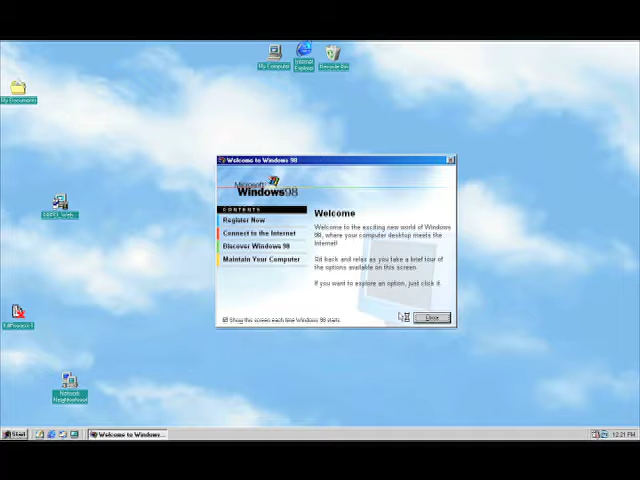 My Computer
Internet Explorer
Recycle Bin
My Documents
Network Neighborhood
Welcome to Windows 98
Microsoft
Windows 98
CONTENTS
Register Now
Connect to the Internet
Discover Windows 98
Maintain Your Computer
Welcome
Welcome to the exciting new world of Windows
98, where your computer desktop meets the
Internet!
Sit back and relax as you take a brief tour of
the options available on this screen.
If you want to explore an option, just click it.
Show this screen each time Windows 98 starts.
Close
Start
Welcome to Windows...
12:21 PM